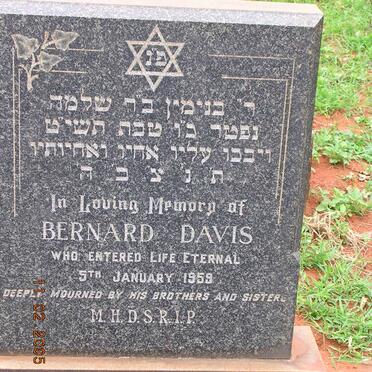 פ נ
ר׳ בנימין ב״ר שלמה
נפטר כ״ו טבת תשי״ט
ויבכו עליו אחיו ואחיותיו
ת נ צ ב ה
In Loving Memory of
BERNARD DAVIS
WHO ENTERED LIFE ETERNAL
5TH JANUARY 1959
DEEPLY MOURNED BY HIS BROTHERS AND SISTERS
M.H.D.S.R.I.P.
11/02/2005